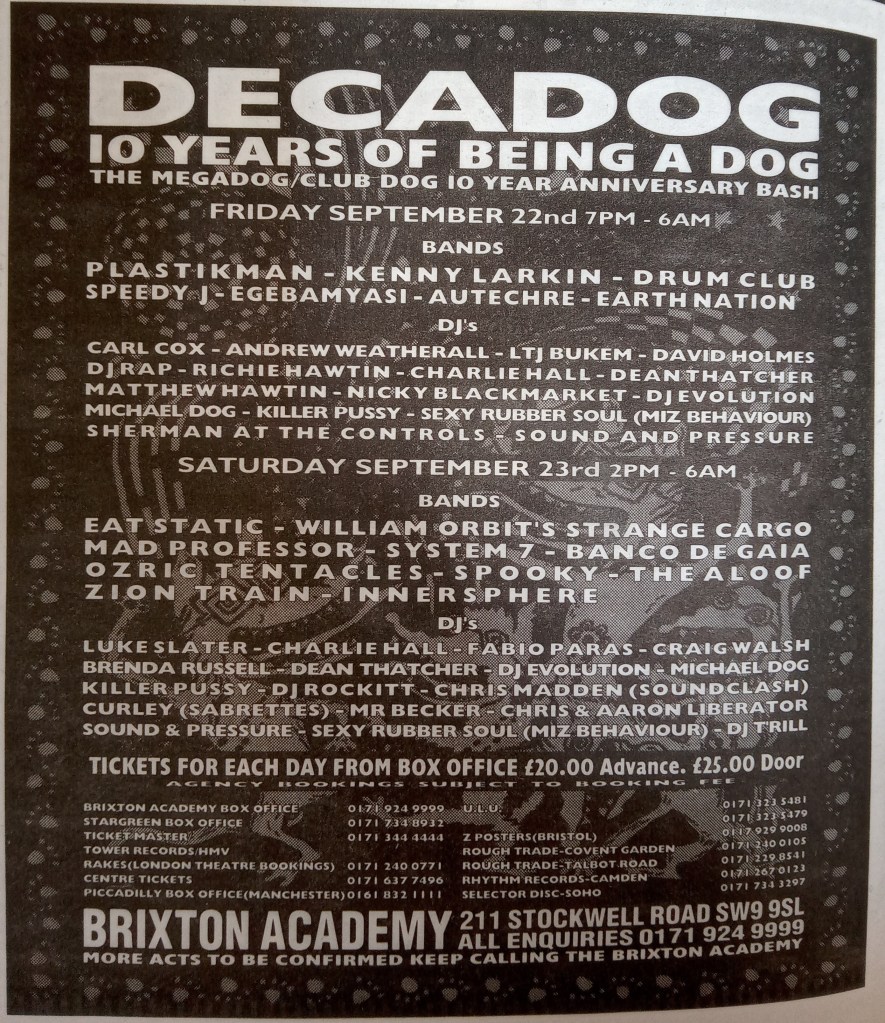 DECADOG
10 YEARS OF BEING A DOG
THE MEGADOG/CLUB DOG 10 YEAR ANNIVERSARY BASH
FRIDAY SEPTEMBER 22nd 7PM - 6AM
BANDS
PLASTIKMAN - KENNY LARKIN - DRUM CLUB
SPEEDY J - EGEBAMYASI - AUTECHRE - EARTH NATION
DJ's
CARL COX - ANDREW WEATHERALL - LTJ BUKEM - DAVID HOLMES
DJ RAP - RICHIE HAWTIN - CHARLIE HALL - DEAN THATCHER
MATTHEW HAWTIN - NICKY BLACKMARKET - DJ EVOLUTION
MICHAEL DOG - KILLER PUSSY - SEXY RUBBER SOUL (MIZ BEHAVIOUR)
SHERMAN AT THE CONTROLS - SOUND AND PRESSURE
SATURDAY SEPTEMBER 23rd 2PM - 6AM
BANDS
EAT STATIC - WILLIAM ORBIT'S STRANGE CARGO
MAD PROFESSOR - SYSTEM 7 - BANCO DE GAIA
OZRIC TENTACLES - SPOOKY - THE ALOOF
ZION TRAIN - INNERSPHERE
DJ's
LUKE SLATER - CHARLIE HALL - FABIO PARAS - CRAIG WALSH
BRENDA RUSSELL - DEAN THATCHER - DJ EVOLUTION - MICHAEL DOG
KILLER PUSSY - DJ ROCKITT - CHRIS MADDEN (SOUNDCLASH)
CURLEY (SABRETTES) - MR BECKER - CHRIS & AARON LIBERATOR
SOUND & PRESSURE - SEXY RUBBER SOUL (MIZ BEHAVIOUR) - DJ TRILL
TICKETS FOR EACH DAY FROM BOX OFFICE £20.00 Advance. £25.00 Door
AGENCY BOOKINGS SUBJECT TO BOOKING FEE
BRIXTON ACADEMY BOX OFFICE 0171 924 9999
STARGREEN BOX OFFICE 0171 734 8932
TICKET MASTER 0171 344 4444
TOWER RECORDS/HMV
RAKES(LONDON THEATRE BOOKINGS) 0171 240 0771
CENTRE TICKETS 0171 637 7496
PICCADILLY BOX OFFICE(MANCHESTER) 0161 832 1111
U.L.U. 0171 323 5481
0171 323 5479
Z POSTERS(BRISTOL) 0117 929 9008
ROUGH TRADE-COVENT GARDEN 0171 240 0105
ROUGH TRADE-TALBOT ROAD 0171 229 8541
RHYTHM RECORDS-CAMDEN 0171 267 0123
SELECTOR DISC-SOHO 0171 734 3297
BRIXTON ACADEMY
211 STOCKWELL ROAD SW9 9SL
ALL ENQUIRIES 0171 924 9999
MORE ACTS TO BE CONFIRMED KEEP CALLING THE BRIXTON ACADEMY